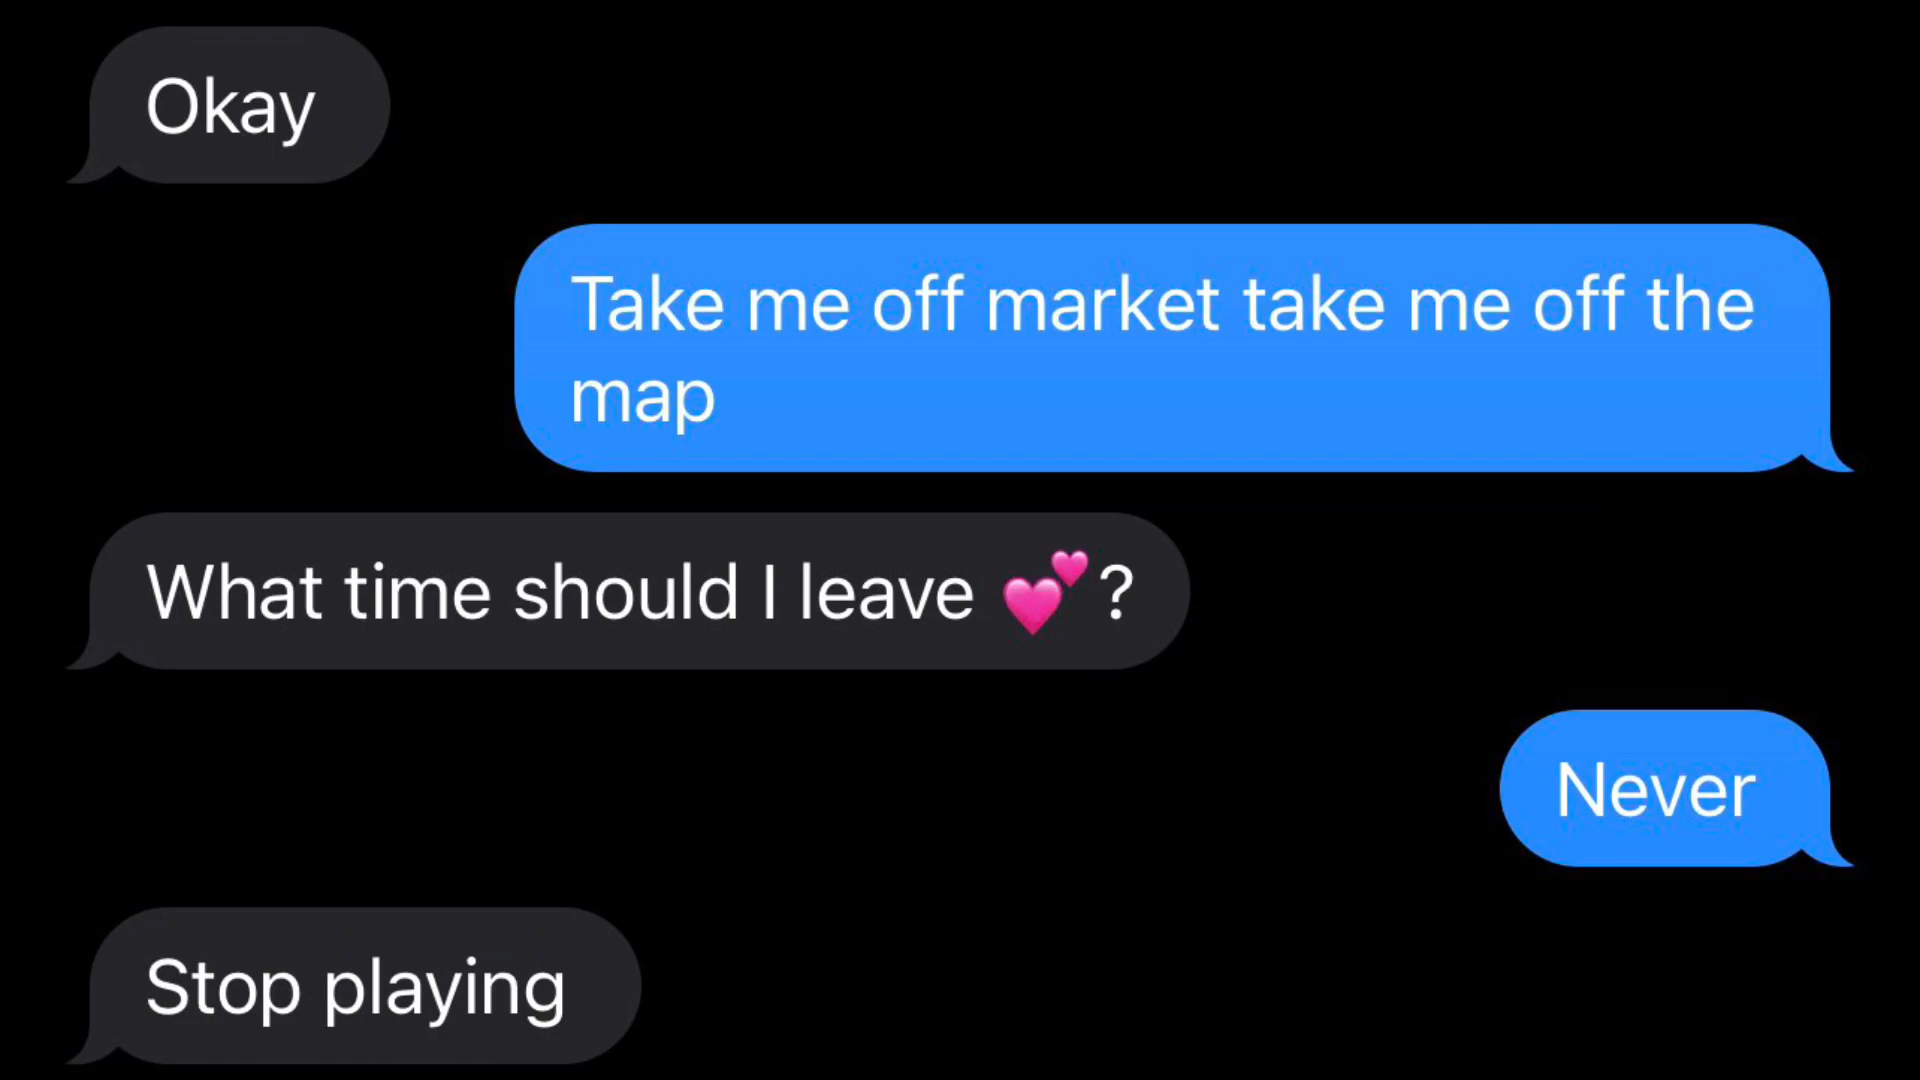 Okay
Take me off market take me off the
map
What time should I leave 💕?
Never
Stop playing